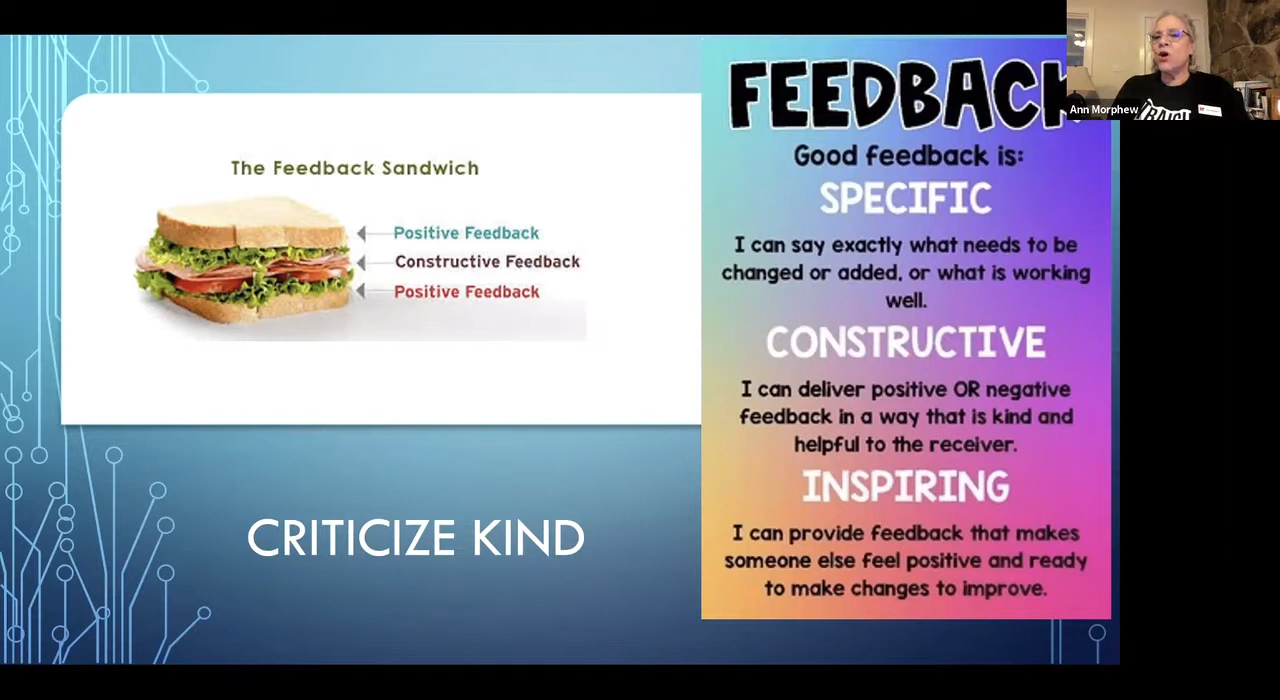 The Feedback Sandwich
Positive Feedback
Constructive Feedback
Positive Feedback
CRITICIZE KIND
FEEDBACK
Good feedback is:
SPECIFIC
I can say exactly what needs to be
changed or added, or what is working
well.
CONSTRUCTIVE
I can deliver positive OR negative
feedback in a way that is kind and
helpful to the receiver.
INSPIRING
I can provide feedback that makes
someone else feel positive and ready
to make changes to improve.
Ann Morphew